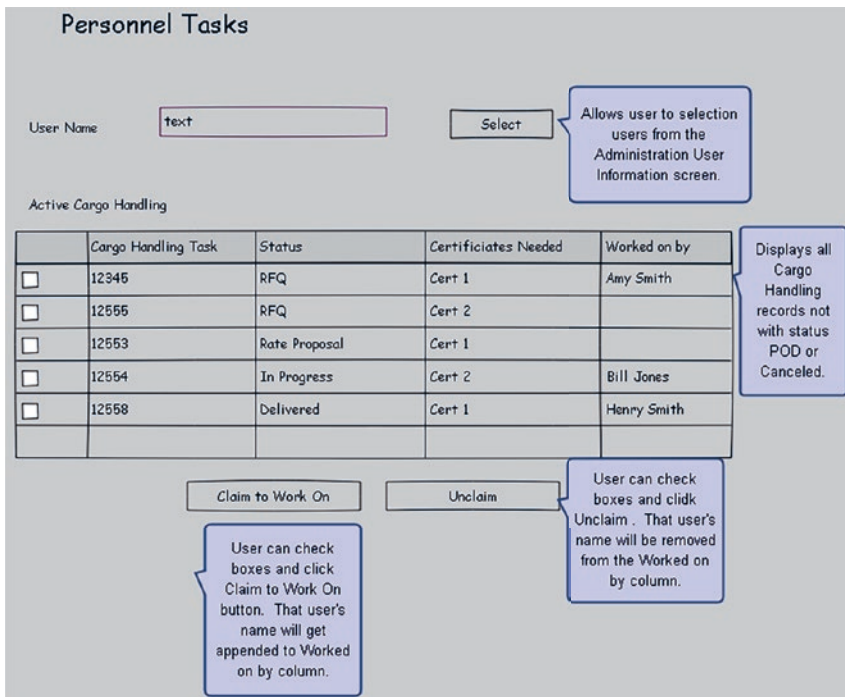 Personnel Tasks
User Name
text
Select
Allows user to selection
users from the
Administration User
Information screen.
Active Cargo Handling
Cargo Handling Task Status Certificiates Needed Worked on by
12345 RFQ Cert 1 Amy Smith
12555 RFQ Cert 2
12553 Rate Proposal Cert 1
12554 In Progress Cert 2 Bill Jones
12558 Delivered Cert 1 Henry Smith
Displays all
Cargo
Handling
records not
with status
POD or
Canceled.
Claim to Work On
Unclaim
User can check
boxes and clidk
Unclaim . That user's
name will be removed
from the Worked on
by column.
User can check
boxes and click
Claim to Work On
button. That user's
name will get
appended to Worked
on by column.